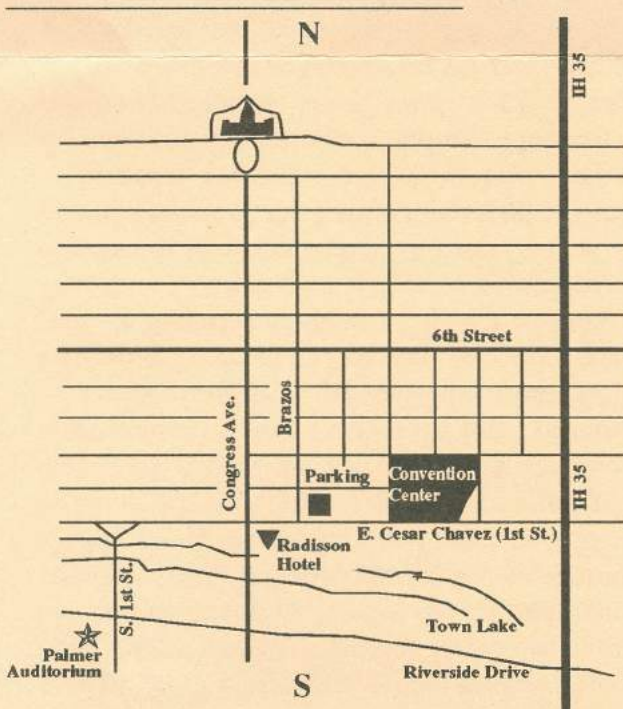 N
IH 35
6th Street
Congress Ave.
Brazos
Parking
Convention
Center
IH 35
E. Cesar Chavez (1st St.)
Radisson
Hotel
S. 1st St.
Town Lake
Palmer
Auditorium
Riverside Drive
S